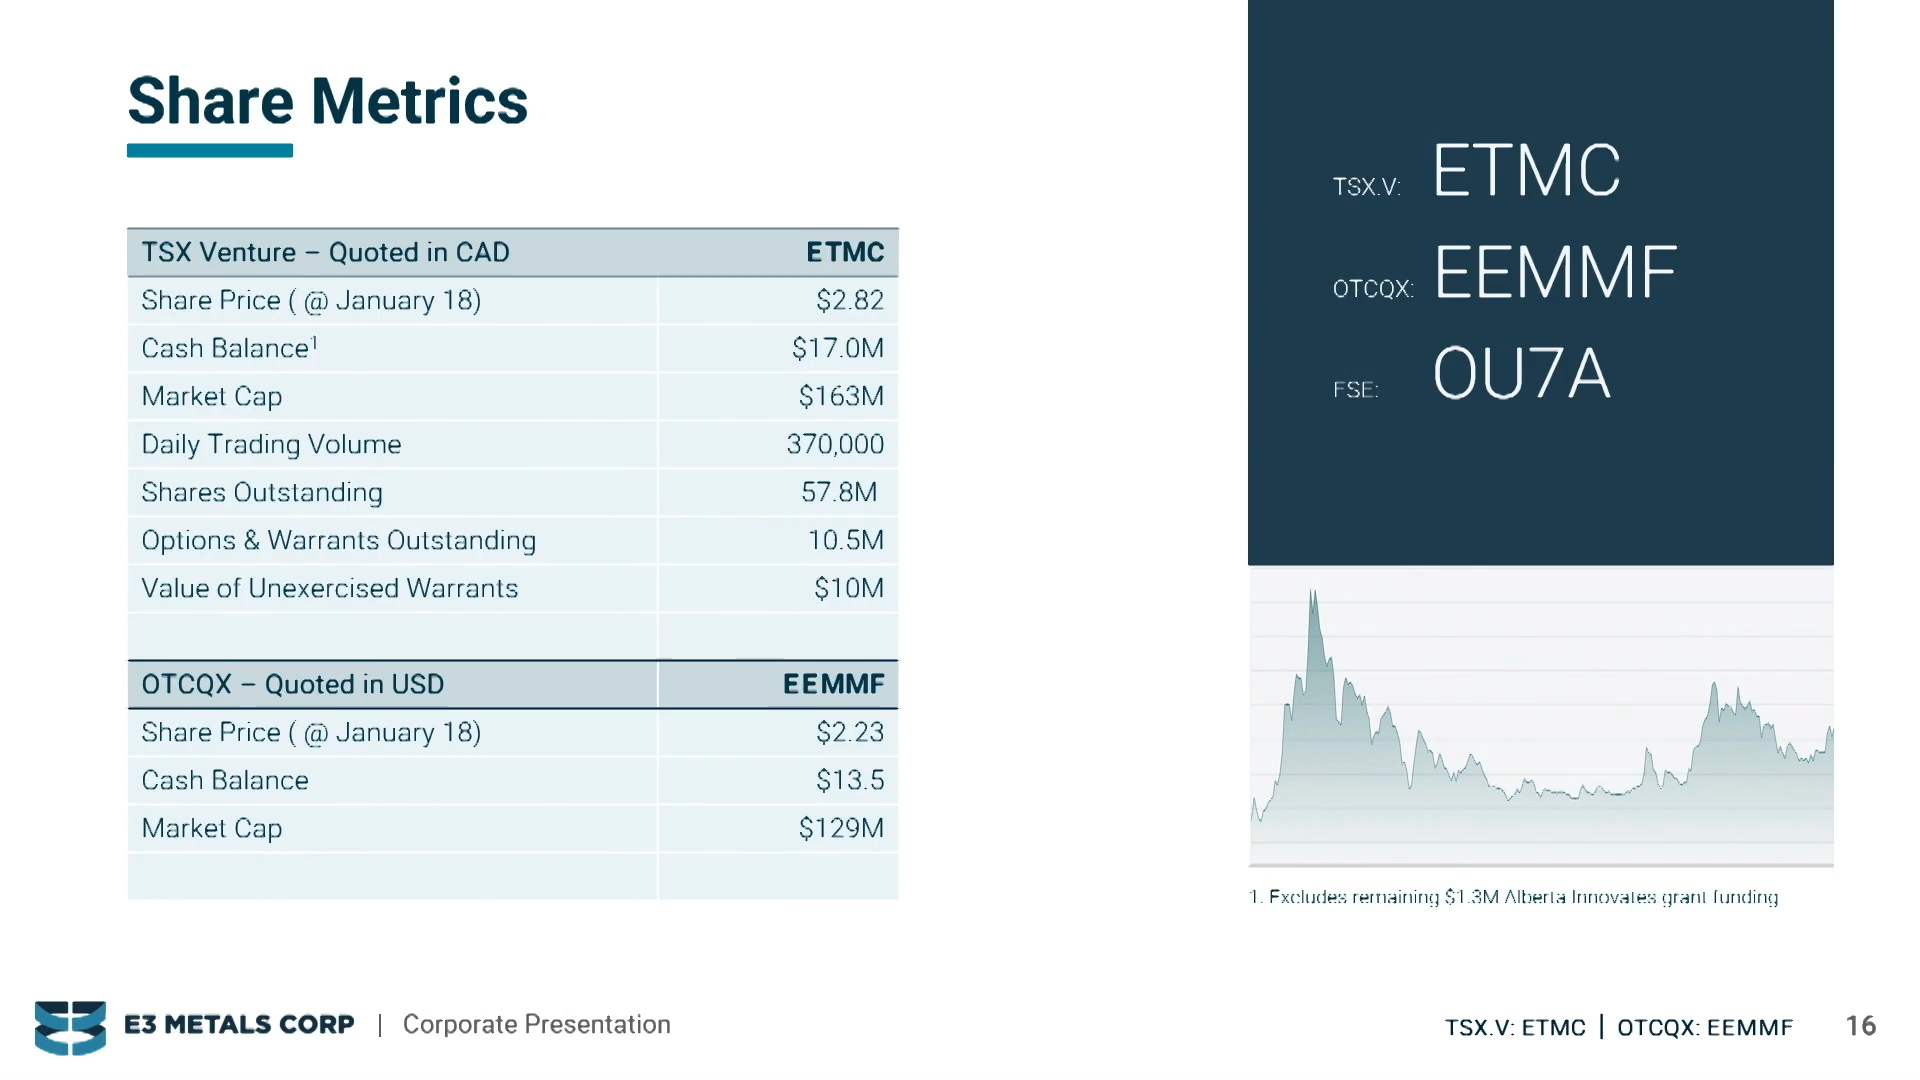 Share Metrics
TSX Venture – Quoted in CAD ETMC
Share Price ( @ January 18) $2.82
Cash Balance¹ $17.0M
Market Cap $163M
Daily Trading Volume 370,000
Shares Outstanding 57.8M
Options & Warrants Outstanding 10.5M
Value of Unexercised Warrants $10M
OTCQX – Quoted in USD EEMMF
Share Price ( @ January 18) $2.23
Cash Balance $13.5
Market Cap $129M
TSX.V: ETMC
OTCQX: EEMMF
FSE: OU7A
1. Excludes remaining $1.3M Alberta Innovates grant funding
E3 METALS CORP | Corporate Presentation
TSX.V: ETMC | OTCQX: EEMMF 16